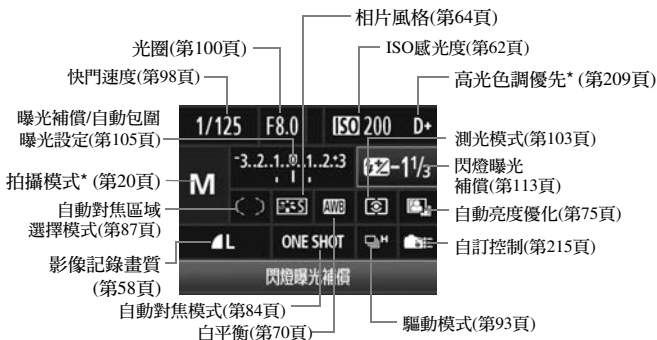 相片風格(第64頁)
光圈(第100頁)
ISO感光度(第62頁)
快門速度(第98頁)
高光色調優先* (第209頁)
曝光補償/自動包圍
曝光設定(第105頁)
1/125 F8.0 ISO 200 D+
測光模式(第103頁)
-3..2..1..0..1..2.:3
-1 1/3
閃燈曝光
補償(第113頁)
拍攝模式* (第20頁)
M
自動對焦區域
選擇模式(第87頁)
S AWB
自動亮度優化(第75頁)
影像記錄畫質
(第58頁)
L ONE SHOT H
自訂控制(第215頁)
閃燈曝光補償
自動對焦模式(第84頁)
白平衡(第70頁)
驅動模式(第93頁)